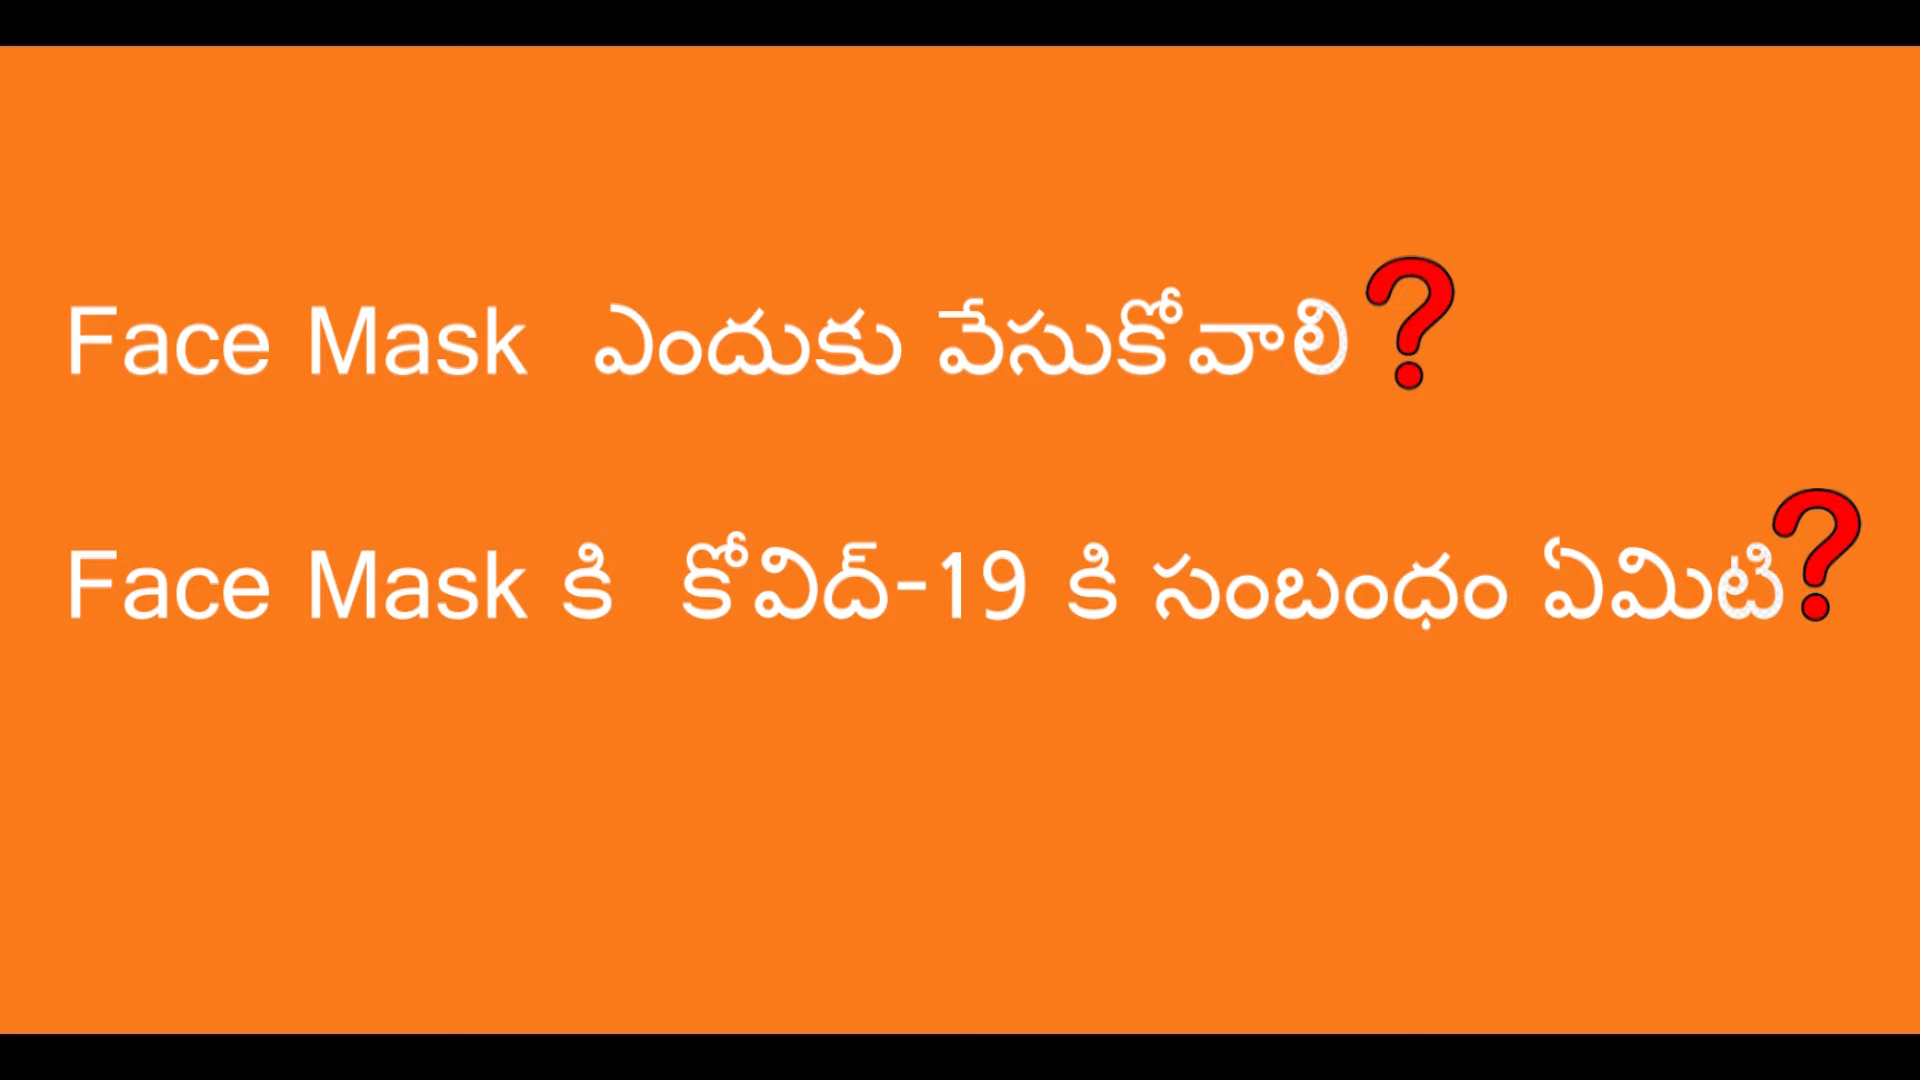 Face Mask ఎందుకు వేసుకోవాలి?
Face Mask కి కోవిద్-19 కి సంబంధం ఏమిటి?